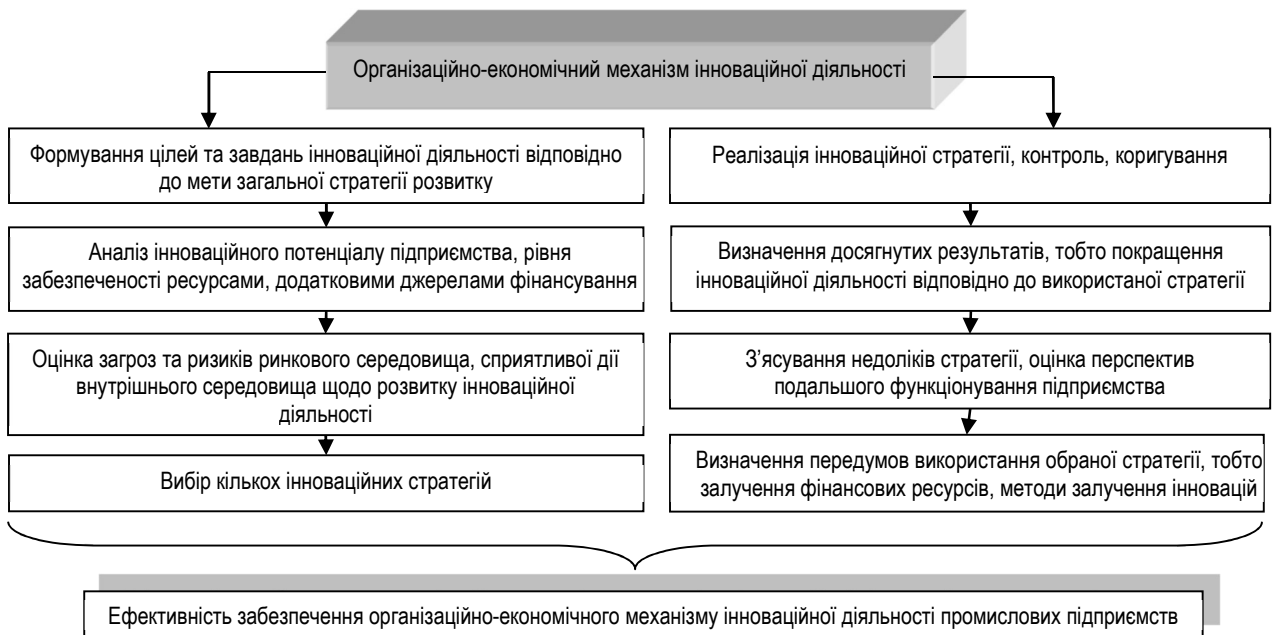 Організаційно-економічний механізм інноваційної діяльності
Формування цілей та завдань інноваційної діяльності відповідно
до мети загальної стратегії розвитку
Аналіз інноваційного потенціалу підприємства, рівня
забезпеченості ресурсами, додатковими джерелами фінансування
Оцінка загроз та ризиків ринкового середовища, сприятливої дії
внутрішнього середовища щодо розвитку інноваційної
діяльності
Вибір кількох інноваційних стратегій
Реалізація інноваційної стратегії, контроль, коригування
Визначення досягнутих результатів, тобто покращення
інноваційної діяльності відповідно до використаної стратегії
З’ясування недоліків стратегії, оцінка перспектив
подальшого функціонування підприємства
Визначення передумов використання обраної стратегії, тобто
залучення фінансових ресурсів, методи залучення інновацій
Ефективність забезпечення організаційно-економічного механізму інноваційної діяльності промислових підприємств